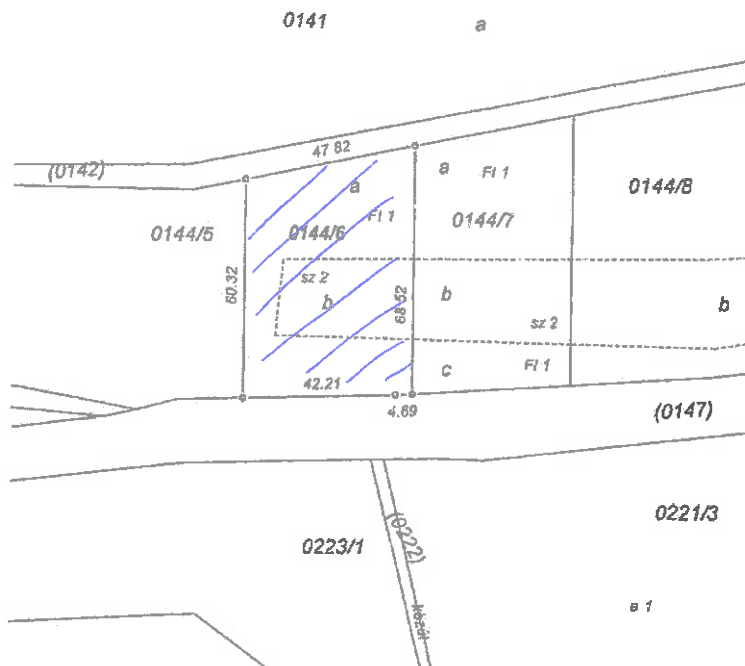 0141
a
47.82
(0142)
a
a
Fl 1
0144/8
0144/5
0144/6
Fl 1
0144/7
60.32
sz 2
b
68.52
b
sz 2
b
42.21
c
Fl 1
4.69
(0147)
0223/1
(0222)
0221/3
közút
a 1